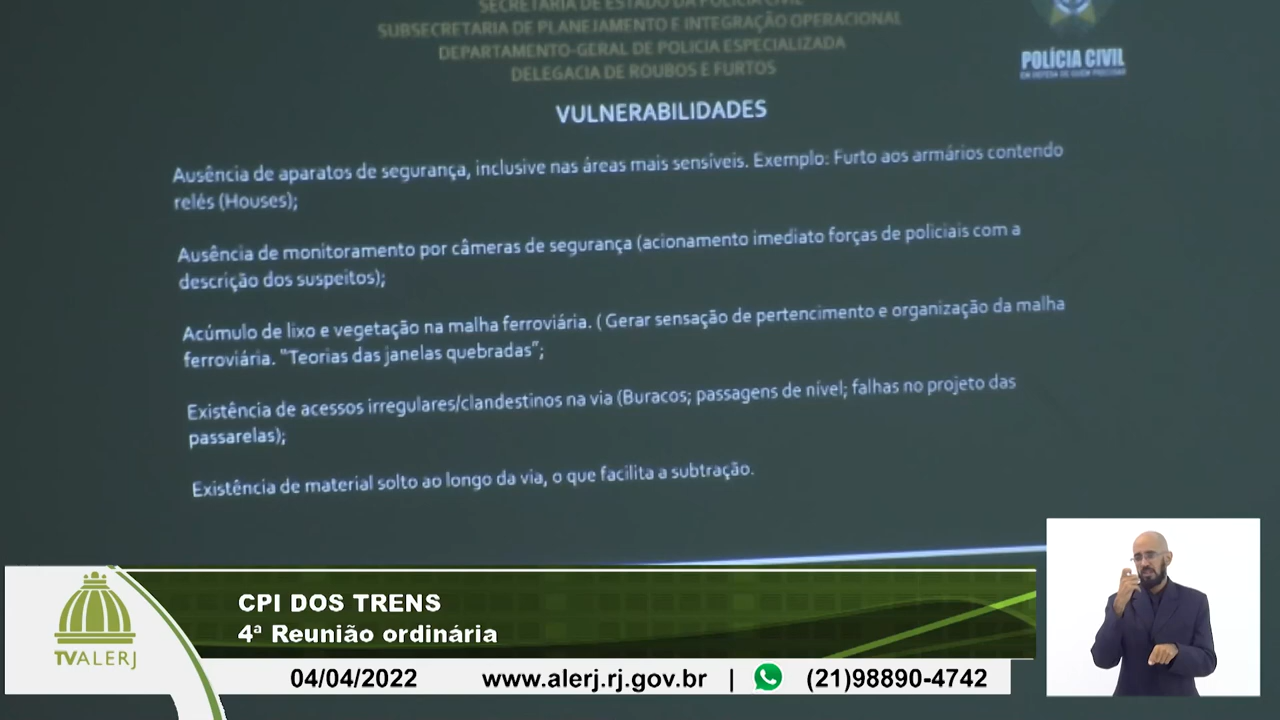 SECRETARIA DE ESTADO DA POLÍCIA CIVIL
SUBSECRETARIA DE PLANEJAMENTO E INTEGRAÇÃO OPERACIONAL
DEPARTAMENTO-GERAL DE POLICIA ESPECIALIZADA
DELEGACIA DE ROUBOS E FURTOS
POLÍCIA CIVIL
VULNERABILIDADES
Ausência de aparatos de segurança, inclusive nas áreas mais sensíveis. Exemplo: Furto aos armários contendo
relés (Houses);
Ausência de monitoramento por câmeras de segurança (acionamento imediato forças de policiais com a
descrição dos suspeitos);
Acúmulo de lixo e vegetação na malha ferroviária. ( Gerar sensação de pertencimento e organização da malha
ferroviária. "Teorias das janelas quebradas";
Existência de acessos irregulares/clandestinos na via (Buracos; passagens de nível; falhas no projeto das
passarelas);
Existência de material solto ao longo da via, o que facilita a subtração.
CPI DOS TRENS
4ª Reunião ordinária
TVALERJ
04/04/2022 www.alerj.rj.gov.br | (21)98890-4742